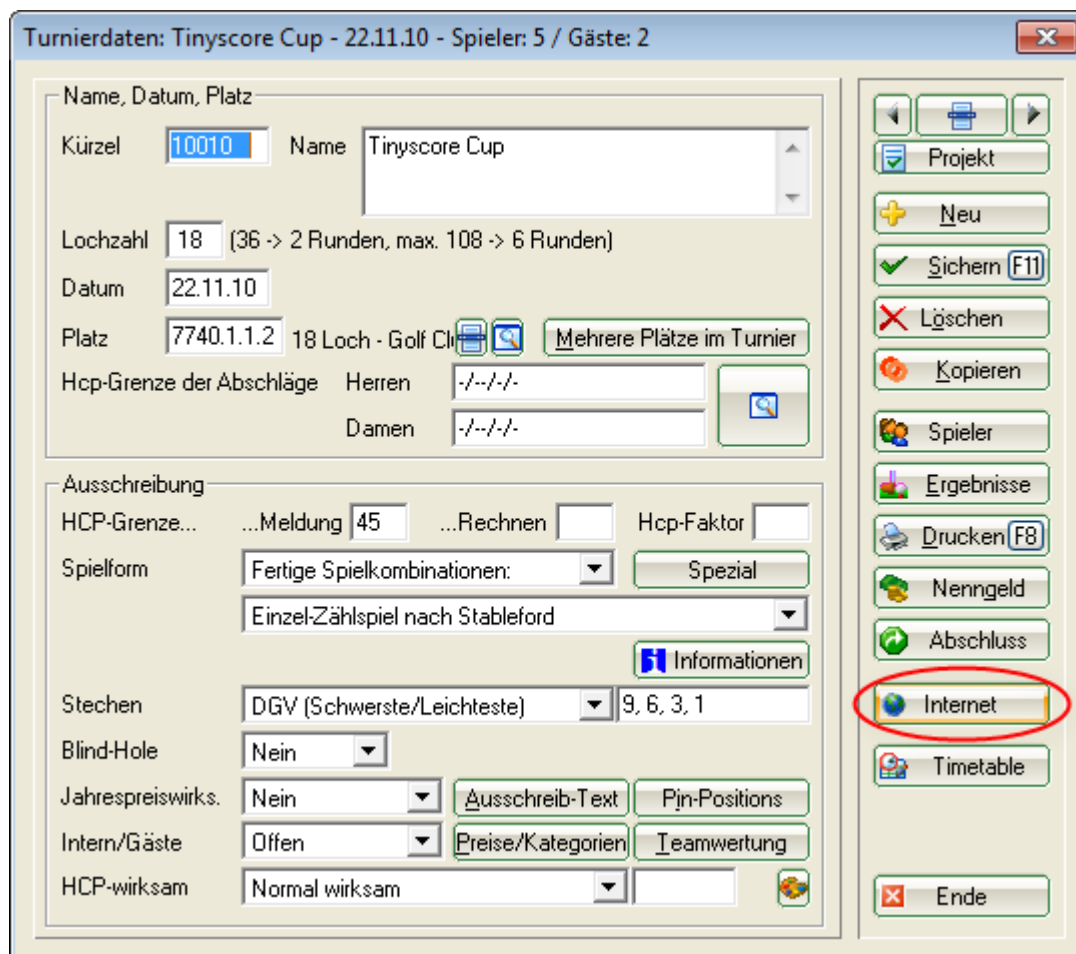 Turnierdaten: Tinyscore Cup - 22.11.10 - Spieler: 5 / Gäste: 2
Name, Datum, Platz
Kürzel 10010 Name Tinyscore Cup
Lochzahl 18 (36 -> 2 Runden, max. 108 -> 6 Runden)
Datum 22.11.10
Platz 7740.1.1.2 18 Loch - Golf Cl Mehrere Plätze im Turnier
Hcp-Grenze der Abschläge Herren -/--/-/-
Damen -/--/-/-
Ausschreibung
HCP-Grenze... ...Meldung 45 ...Rechnen Hcp-Faktor
Spielform Fertige Spielkombinationen: Spezial
Einzel-Zählspiel nach Stableford
Informationen
Stechen DGV (Schwerste/Leichteste) 9, 6, 3, 1
Blind-Hole Nein
Jahrespreiswirks. Nein Ausschreib-Text Pin-Positions
Intern/Gäste Offen Preise/Kategorien Teamwertung
HCP-wirksam Normal wirksam
Projekt
Neu
Sichern F11
Löschen
Kopieren
Spieler
Ergebnisse
Drucken F8
Nenngeld
Abschluss
Internet
Timetable
Ende